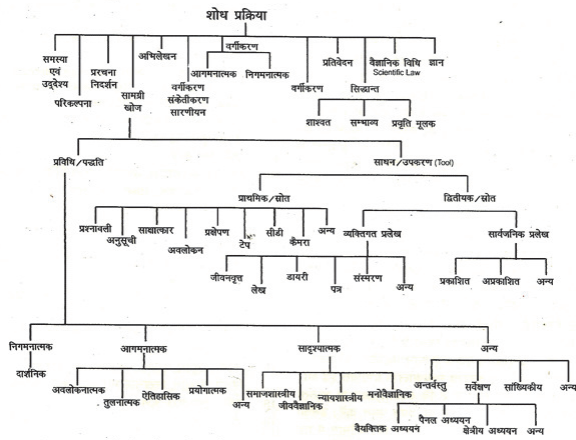 शोध प्रक्रिया
समस्या
एवं
उद्देश्य
परिकल्पना
प्ररचना
निदर्शन
सामग्री
खोज
अभिलेखन
वर्गीकरण
संकेतीकरण
सारणीयन
वर्गीकरण
आगमनात्मक
निगमनात्मक
वर्गीकरण
प्रतिवेदन
सिद्धान्त
वैज्ञानिक विधि
Scientific Law
ज्ञान
शाश्वत
सम्भाव्य
प्रवृति मूलक
प्रविधि/पद्धति
साधन/उपकरण (Tool)
प्राथमिक/स्रोत
द्वितीयक/स्रोत
प्रश्नावली
अनुसूची
साक्षात्कार
अवलोकन
प्रक्षेपण
टेप
सीडी
कैमरा
अन्य
व्यक्तिगत प्रलेख
सार्वजनिक प्रलेख
जीवनवृत्त
लेख
डायरी
पत्र
संस्मरण
अन्य
प्रकाशित
अप्रकाशित
अन्य
निगमनात्मक
आगमनात्मक
सादृश्यात्मक
अन्य
दार्शनिक
अवलोकनात्मक
तुलनात्मक
ऐतिहासिक
प्रयोगात्मक
अन्य
समाजशास्त्रीय
जीववैज्ञानिक
न्यायशास्त्रीय
मनोवैज्ञानिक
अन्तर्वस्तु
सर्वेक्षण
सांख्यिकीय
अन्य
वैयक्तिक अध्ययन
पैनल अध्ययन
क्षेत्रीय अध्ययन
अन्य